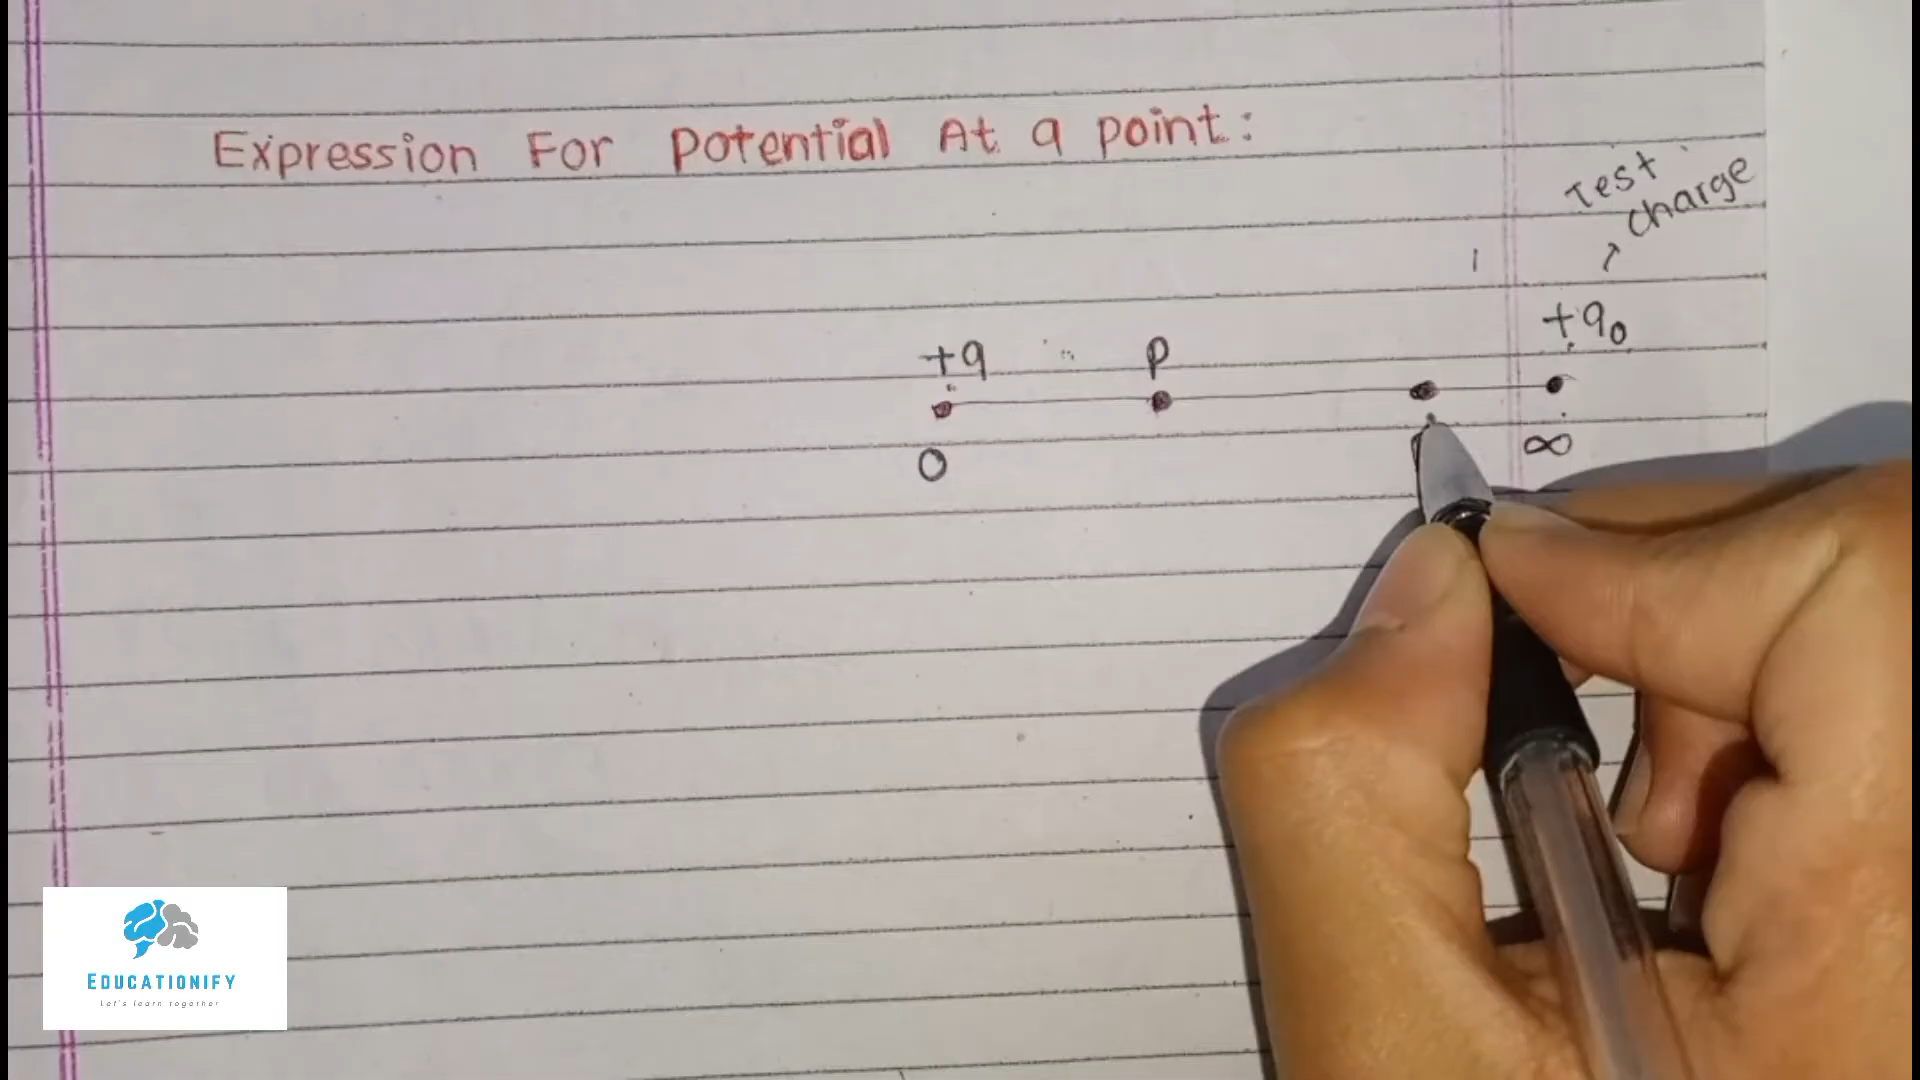 Expression For Potential At a point:
Test
charge
+q
P
+q₀
O
∞
EDUCATIONIFY
Let's learn together